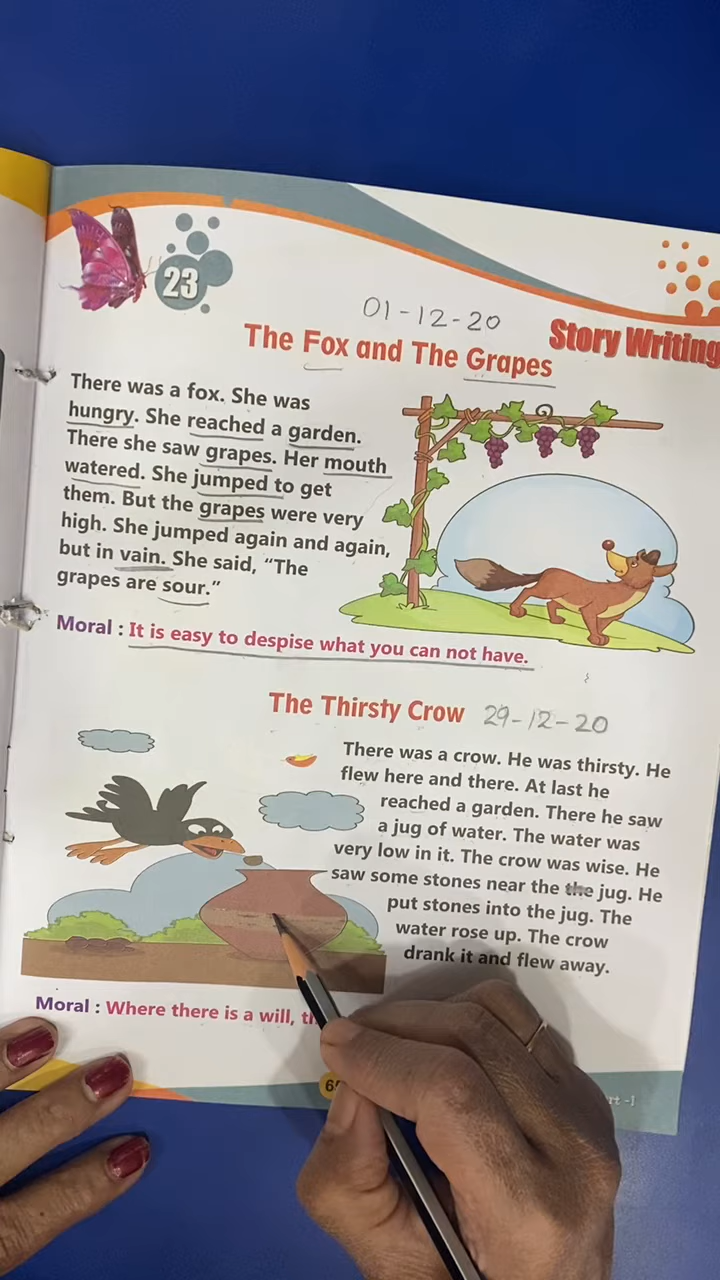 23
01-12-20
Story Writing
The Fox and The Grapes
There was a fox. She was
hungry. She reached a garden.
There she saw grapes. Her mouth
watered. She jumped to get
them. But the grapes were very
high. She jumped again and again,
but in vain. She said, “The
grapes are sour.”
Moral : It is easy to despise what you can not have.
The Thirsty Crow 29-12-20
There was a crow. He was thirsty. He
flew here and there. At last he
reached a garden. There he saw
a jug of water. The water was
very low in it. The crow was wise. He
saw some stones near the the jug. He
put stones into the jug. The
water rose up. The crow
drank it and flew away.
Moral : Where there is a will,